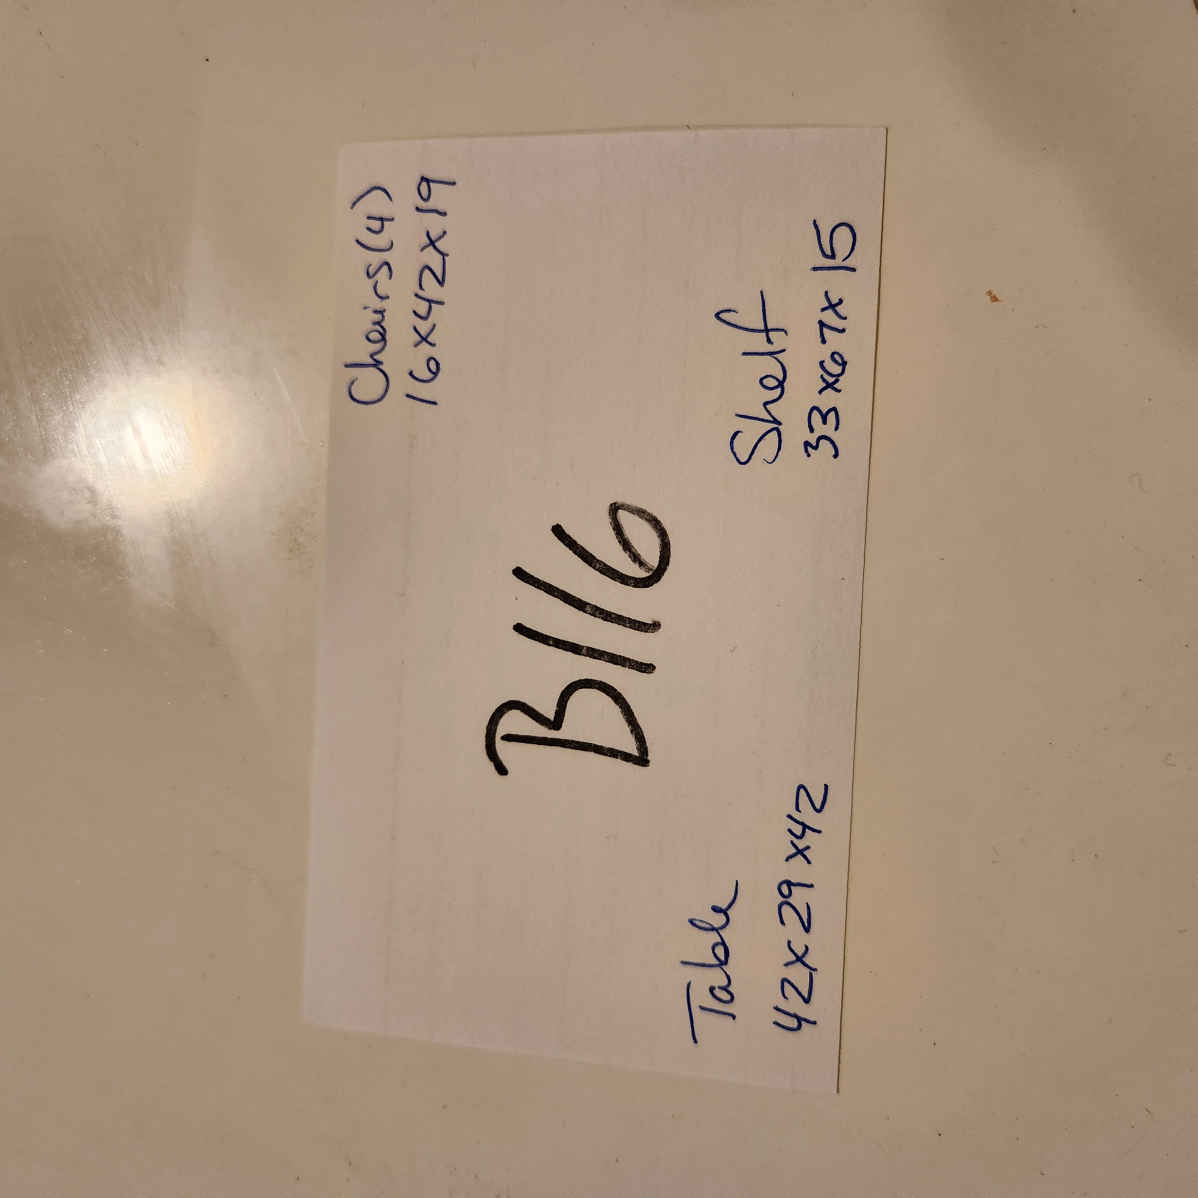 Chairs(4)
16x42x19
B116
Shelf
33x67x15
Table
42x29x42